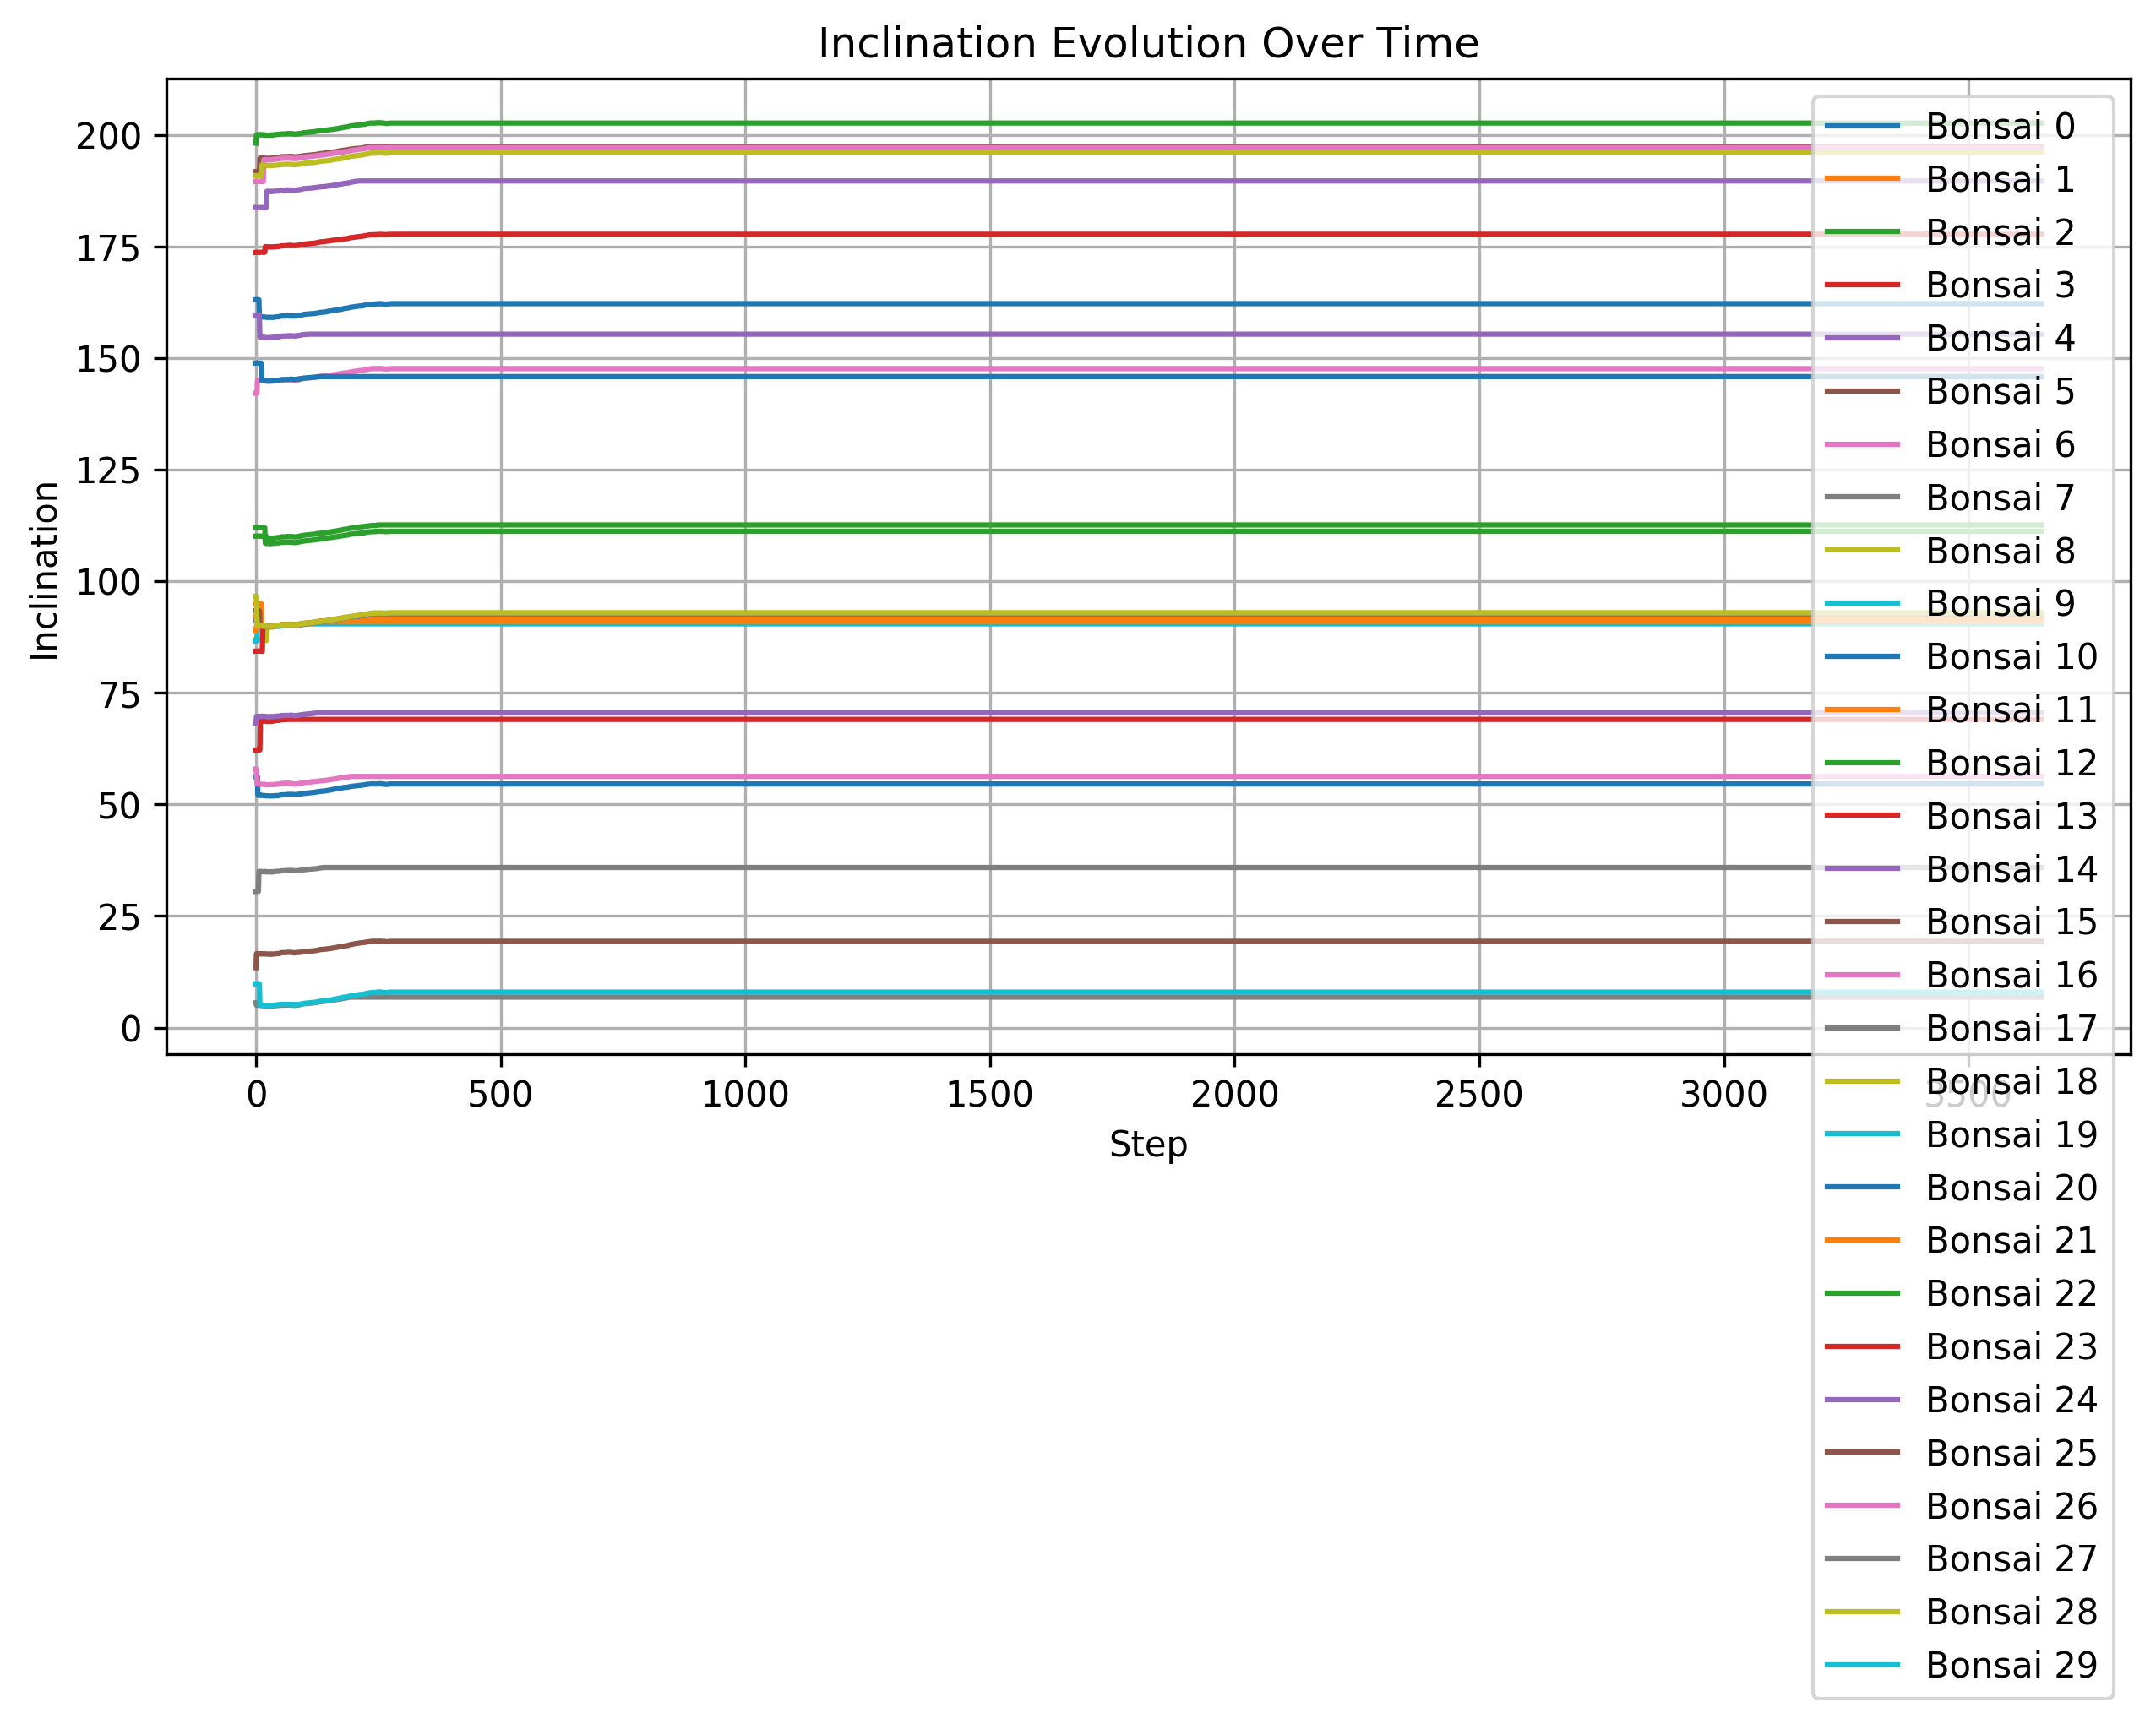 Inclination Evolution Over Time
Inclination
200
175
150
125
100
75
50
25
0
0
500
1000
1500
2000
2500
3000
3500
Step
Bonsai 0
Bonsai 1
Bonsai 2
Bonsai 3
Bonsai 4
Bonsai 5
Bonsai 6
Bonsai 7
Bonsai 8
Bonsai 9
Bonsai 10
Bonsai 11
Bonsai 12
Bonsai 13
Bonsai 14
Bonsai 15
Bonsai 16
Bonsai 17
Bonsai 18
Bonsai 19
Bonsai 20
Bonsai 21
Bonsai 22
Bonsai 23
Bonsai 24
Bonsai 25
Bonsai 26
Bonsai 27
Bonsai 28
Bonsai 29